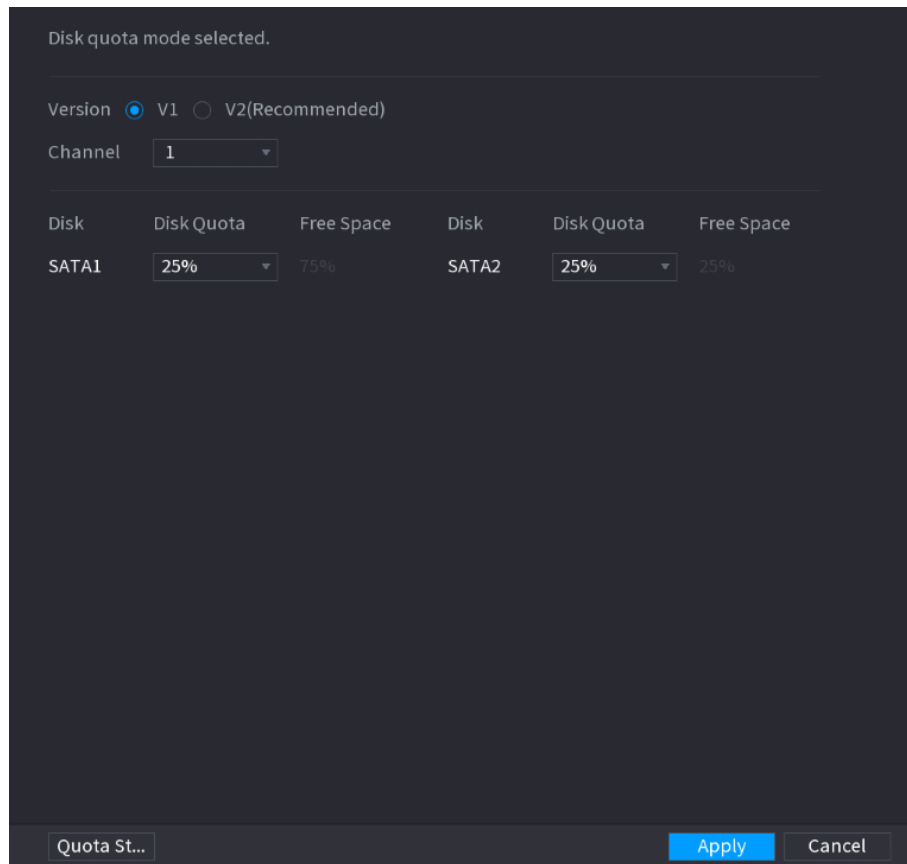 Disk quota mode selected.
Version V1 V2(Recommended)
Channel 1
Disk Disk Quota Free Space Disk Disk Quota Free Space
SATA1 25% 75% SATA2 25% 25%
Quota St... Apply Cancel